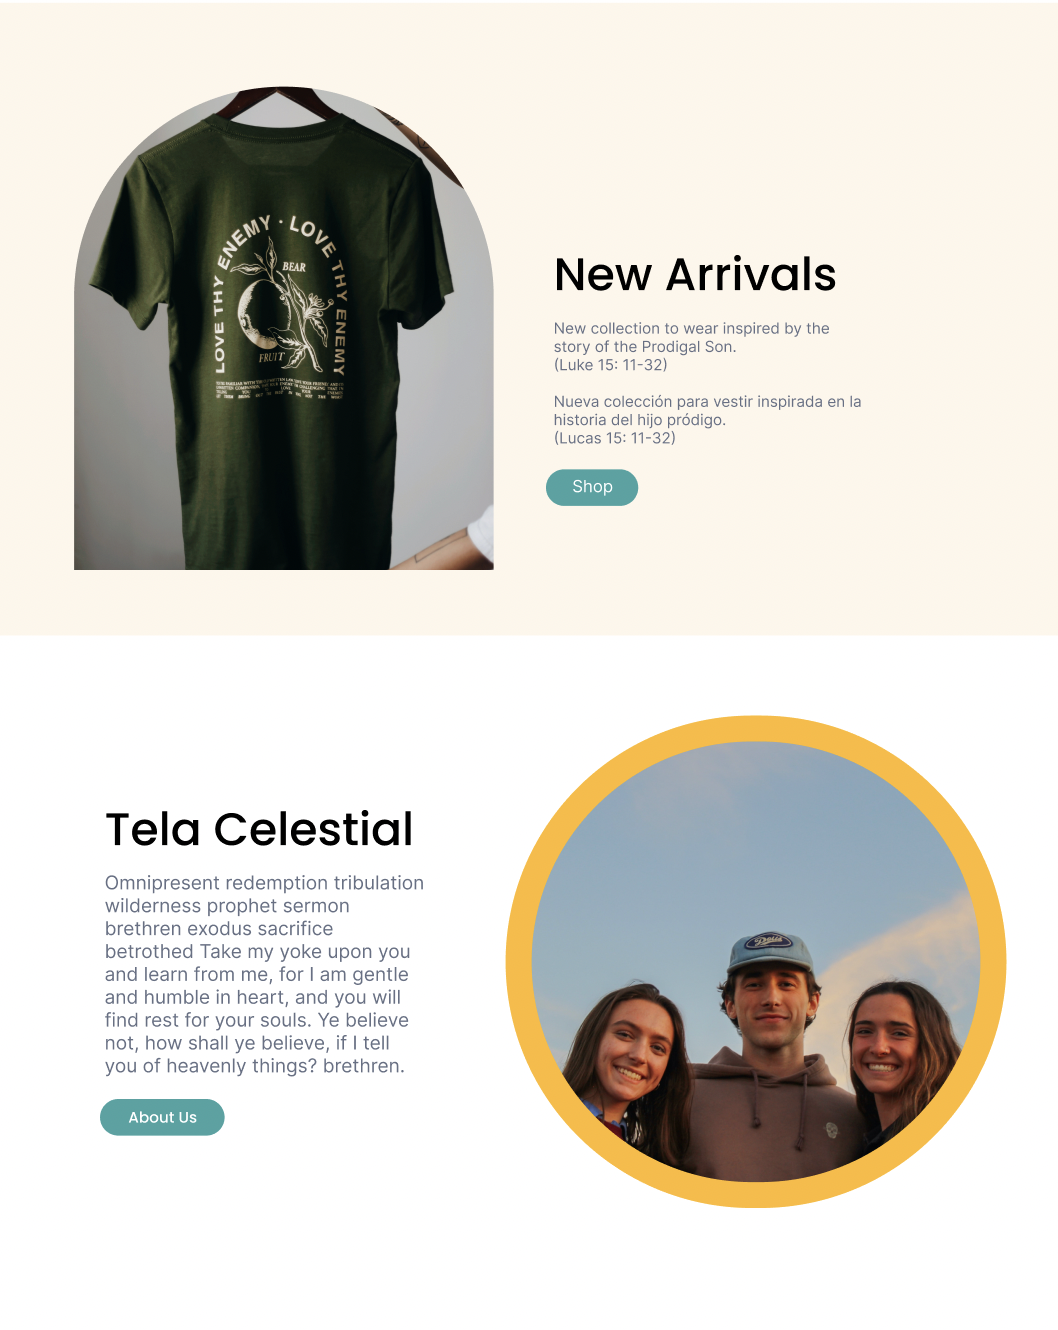 LOVE THY ENEMY · LOVE THY ENEMY
BEAR
FRUIT
New Arrivals
New collection to wear inspired by the
story of the Prodigal Son.
(Luke 15: 11-32)
Nueva colección para vestir inspirada en la
historia del hijo pródigo.
(Lucas 15: 11-32)
Shop
Tela Celestial
Omnipresent redemption tribulation
wilderness prophet sermon
brethren exodus sacrifice
betrothed Take my yoke upon you
and learn from me, for I am gentle
and humble in heart, and you will
find rest for your souls. Ye believe
not, how shall ye believe, if I tell
you of heavenly things? brethren.
About Us